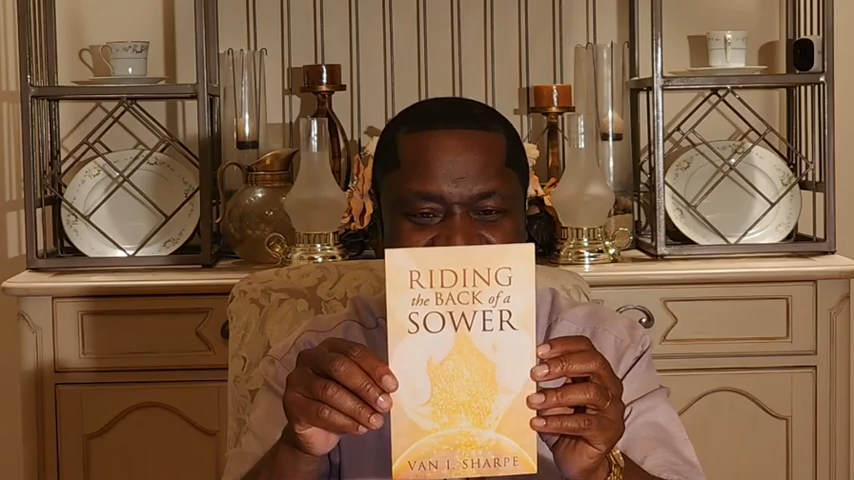 RIDING
the BACK of a
SOWER
VAN I. SHARPE